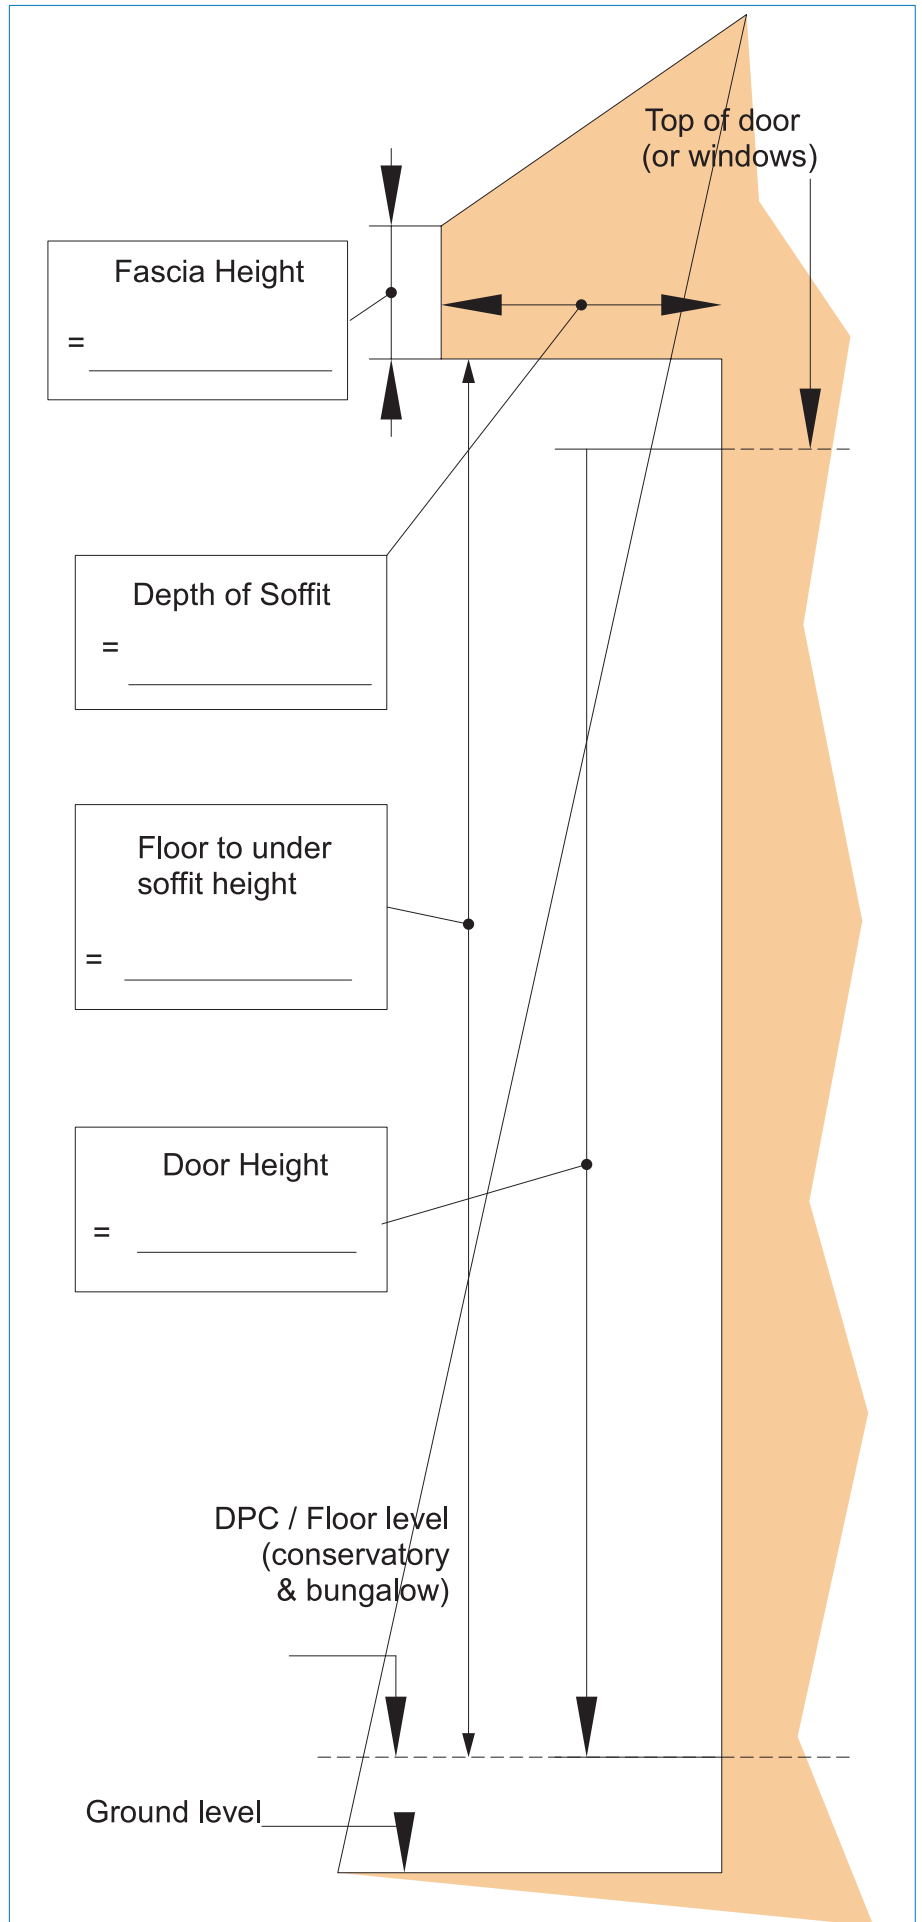 Top of door
(or windows)
Fascia Height
=
Depth of Soffit
=
Floor to under
soffit height
=
Door Height
=
DPC / Floor level
(conservatory
& bungalow)
Ground level